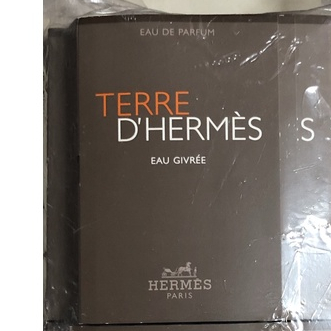 EAU DE PARFUM
TERRE
D'HERMÈS
S
EAU GIVRÉE
HERMÈS
PARIS